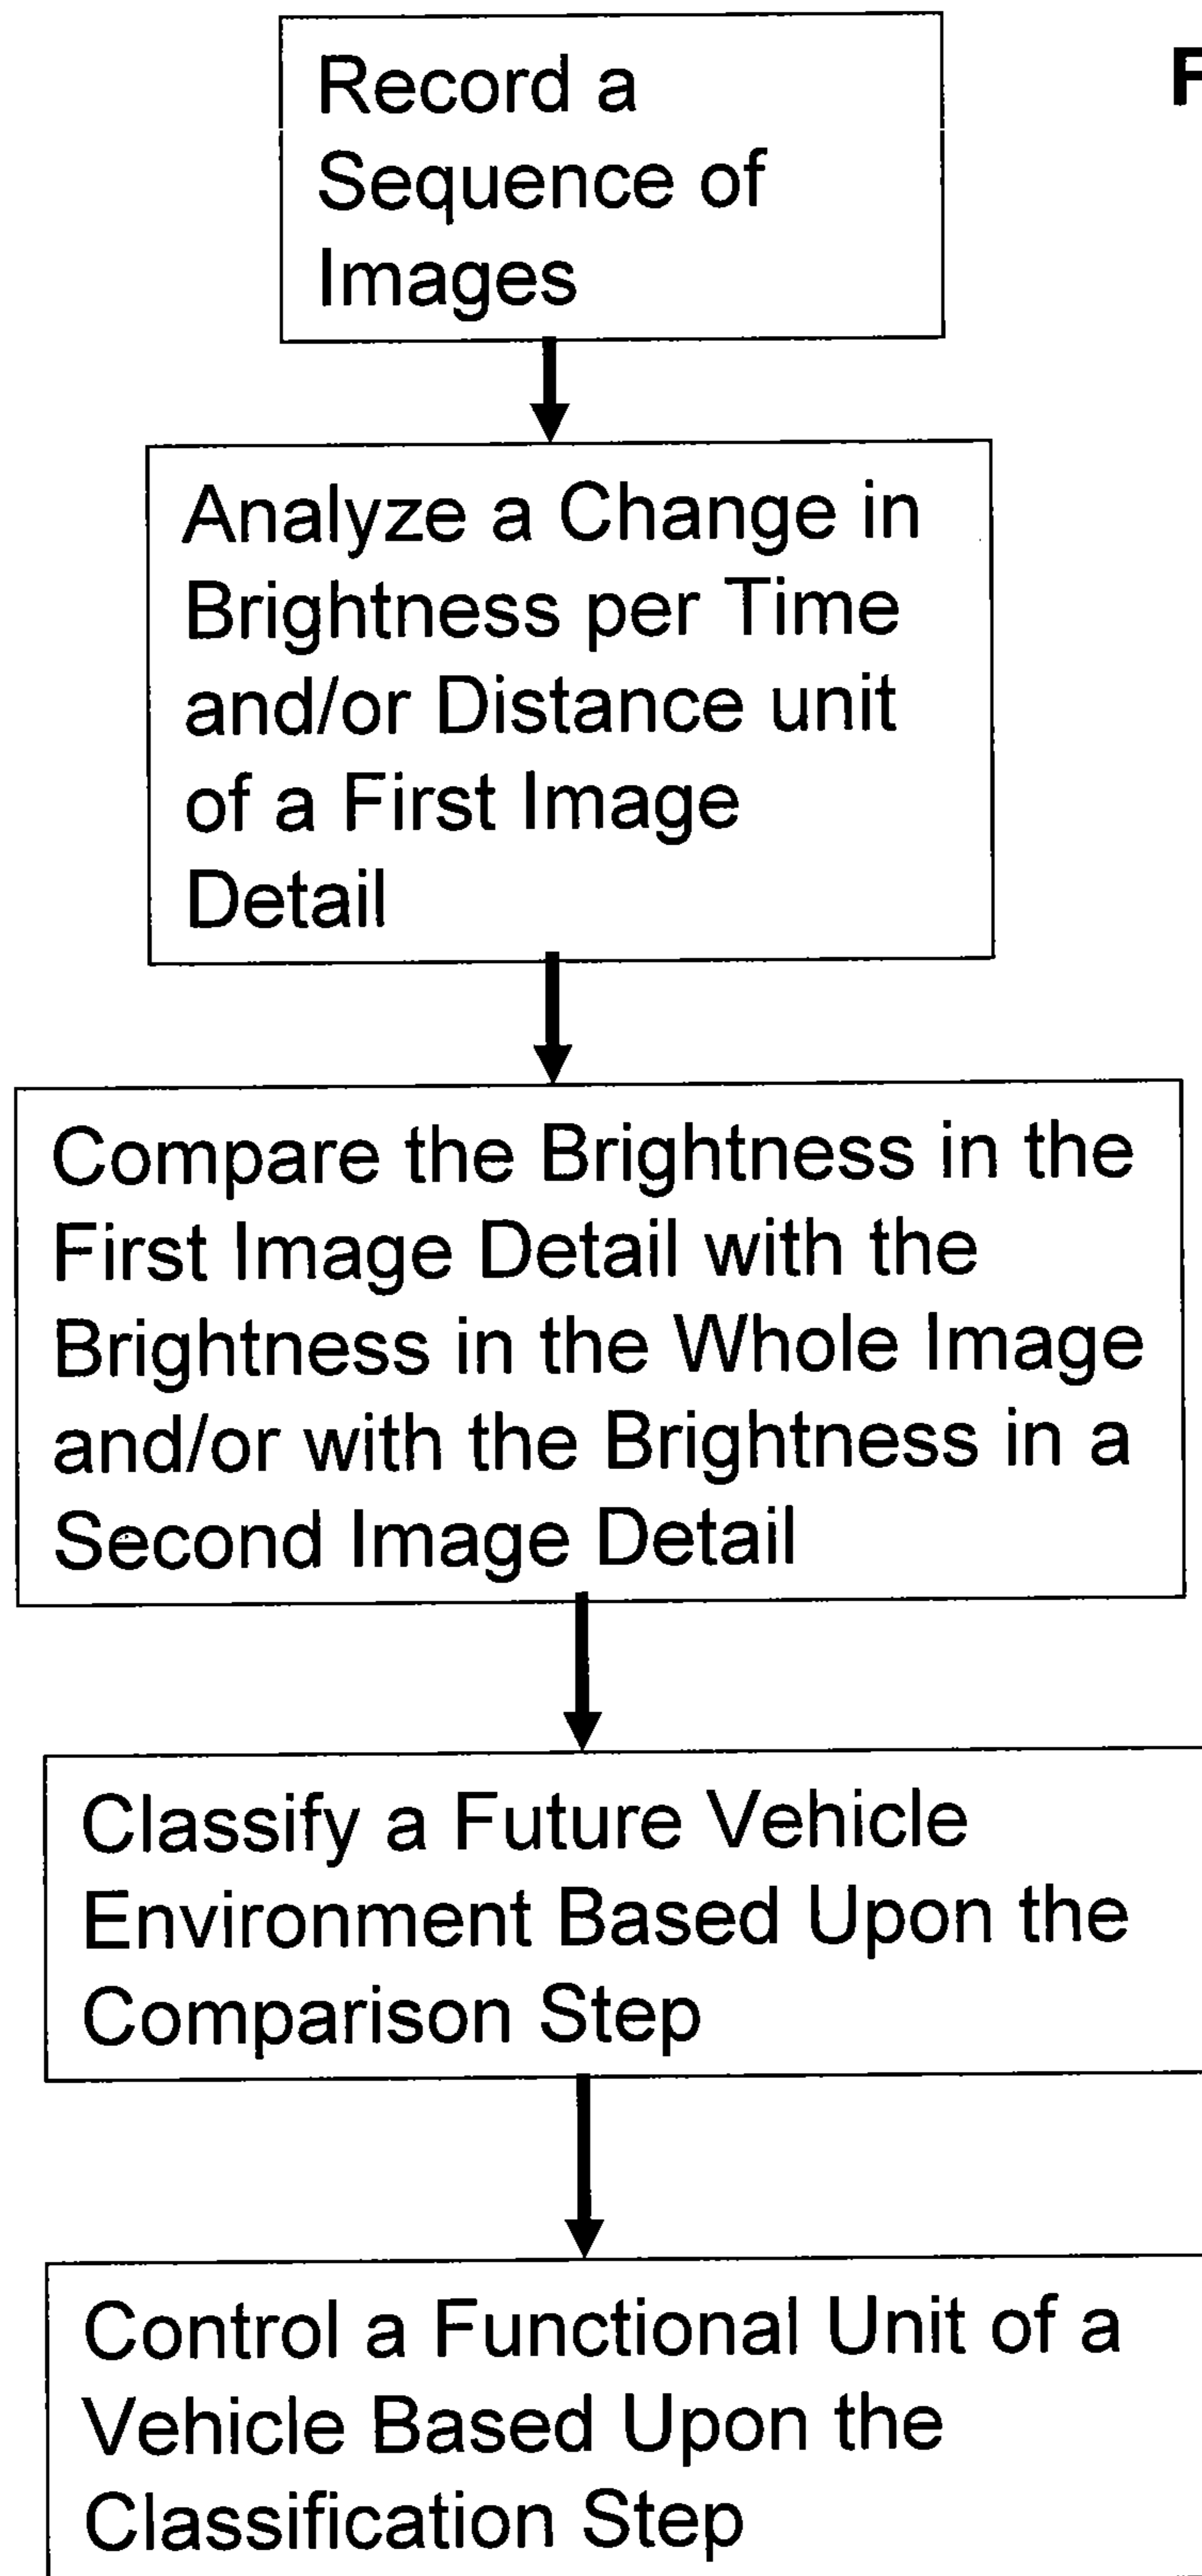 Record a
Sequence of
Images
F
Analyze a Change in
Brightness per Time
and/or Distance unit
of a First Image
Detail
Compare the Brightness in the
First Image Detail with the
Brightness in the Whole Image
and/or with the Brightness in a
Second Image Detail
Classify a Future Vehicle
Environment Based Upon the
Comparison Step
Control a Functional Unit of a
Vehicle Based Upon the
Classification Step